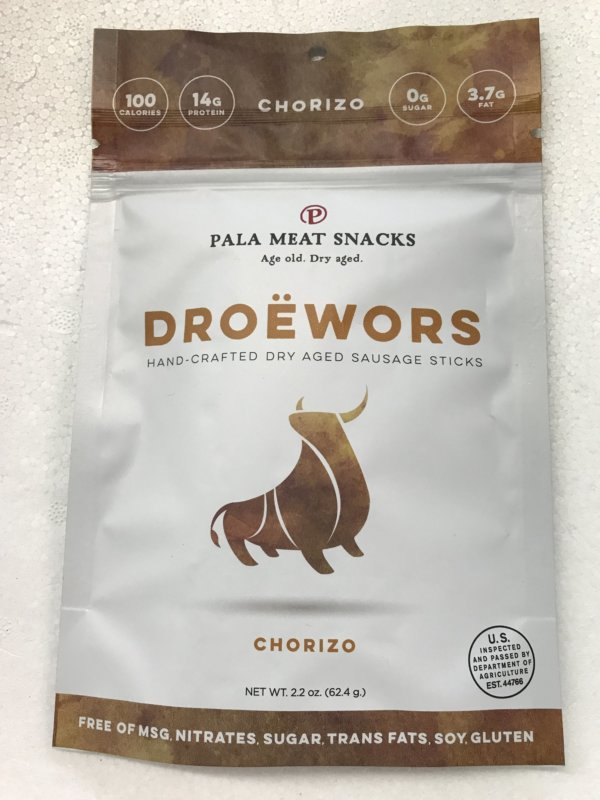 100
CALORIES
14G
PROTEIN
CHORIZO
0G
SUGAR
3.7G
FAT
P
PALA MEAT SNACKS
Age old. Dry aged.
DROËWORS
HAND-CRAFTED DRY AGED SAUSAGE STICKS
CHORIZO
U.S.
INSPECTED
AND PASSED BY
DEPARTMENT OF
AGRICULTURE
EST. 44766
NET WT. 2.2 oz. (62.4 g.)
FREE OF MSG, NITRATES, SUGAR, TRANS FATS, SOY, GLUTEN